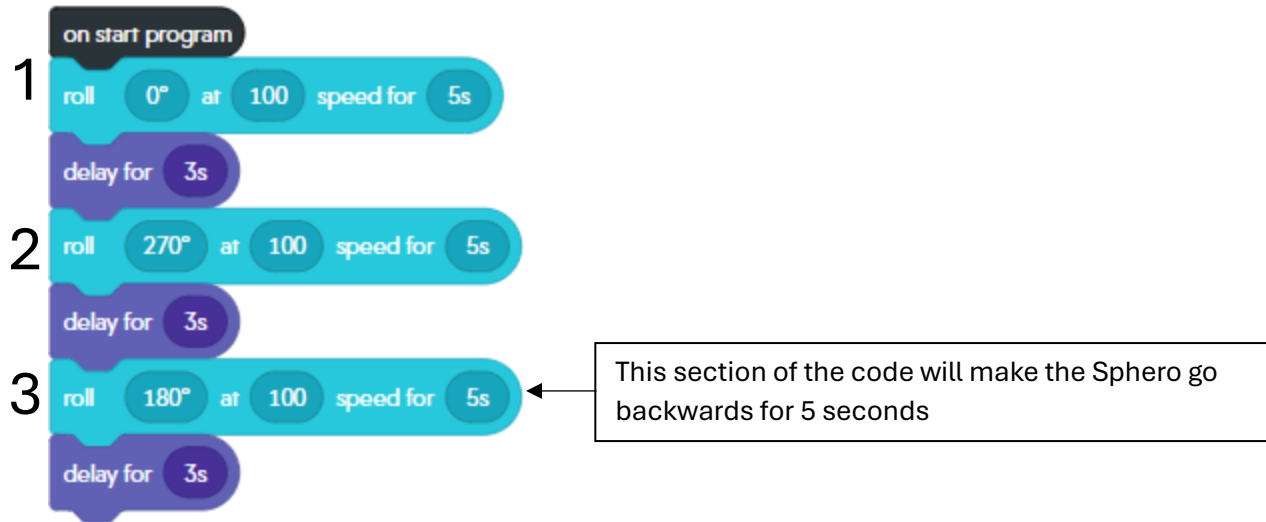 on start program
1 roll 0° at 100 speed for 5s
delay for 3s
2 roll 270° at 100 speed for 5s
delay for 3s
3 roll 180° at 100 speed for 5s
This section of the code will make the Sphero go
backwards for 5 seconds
delay for 3s